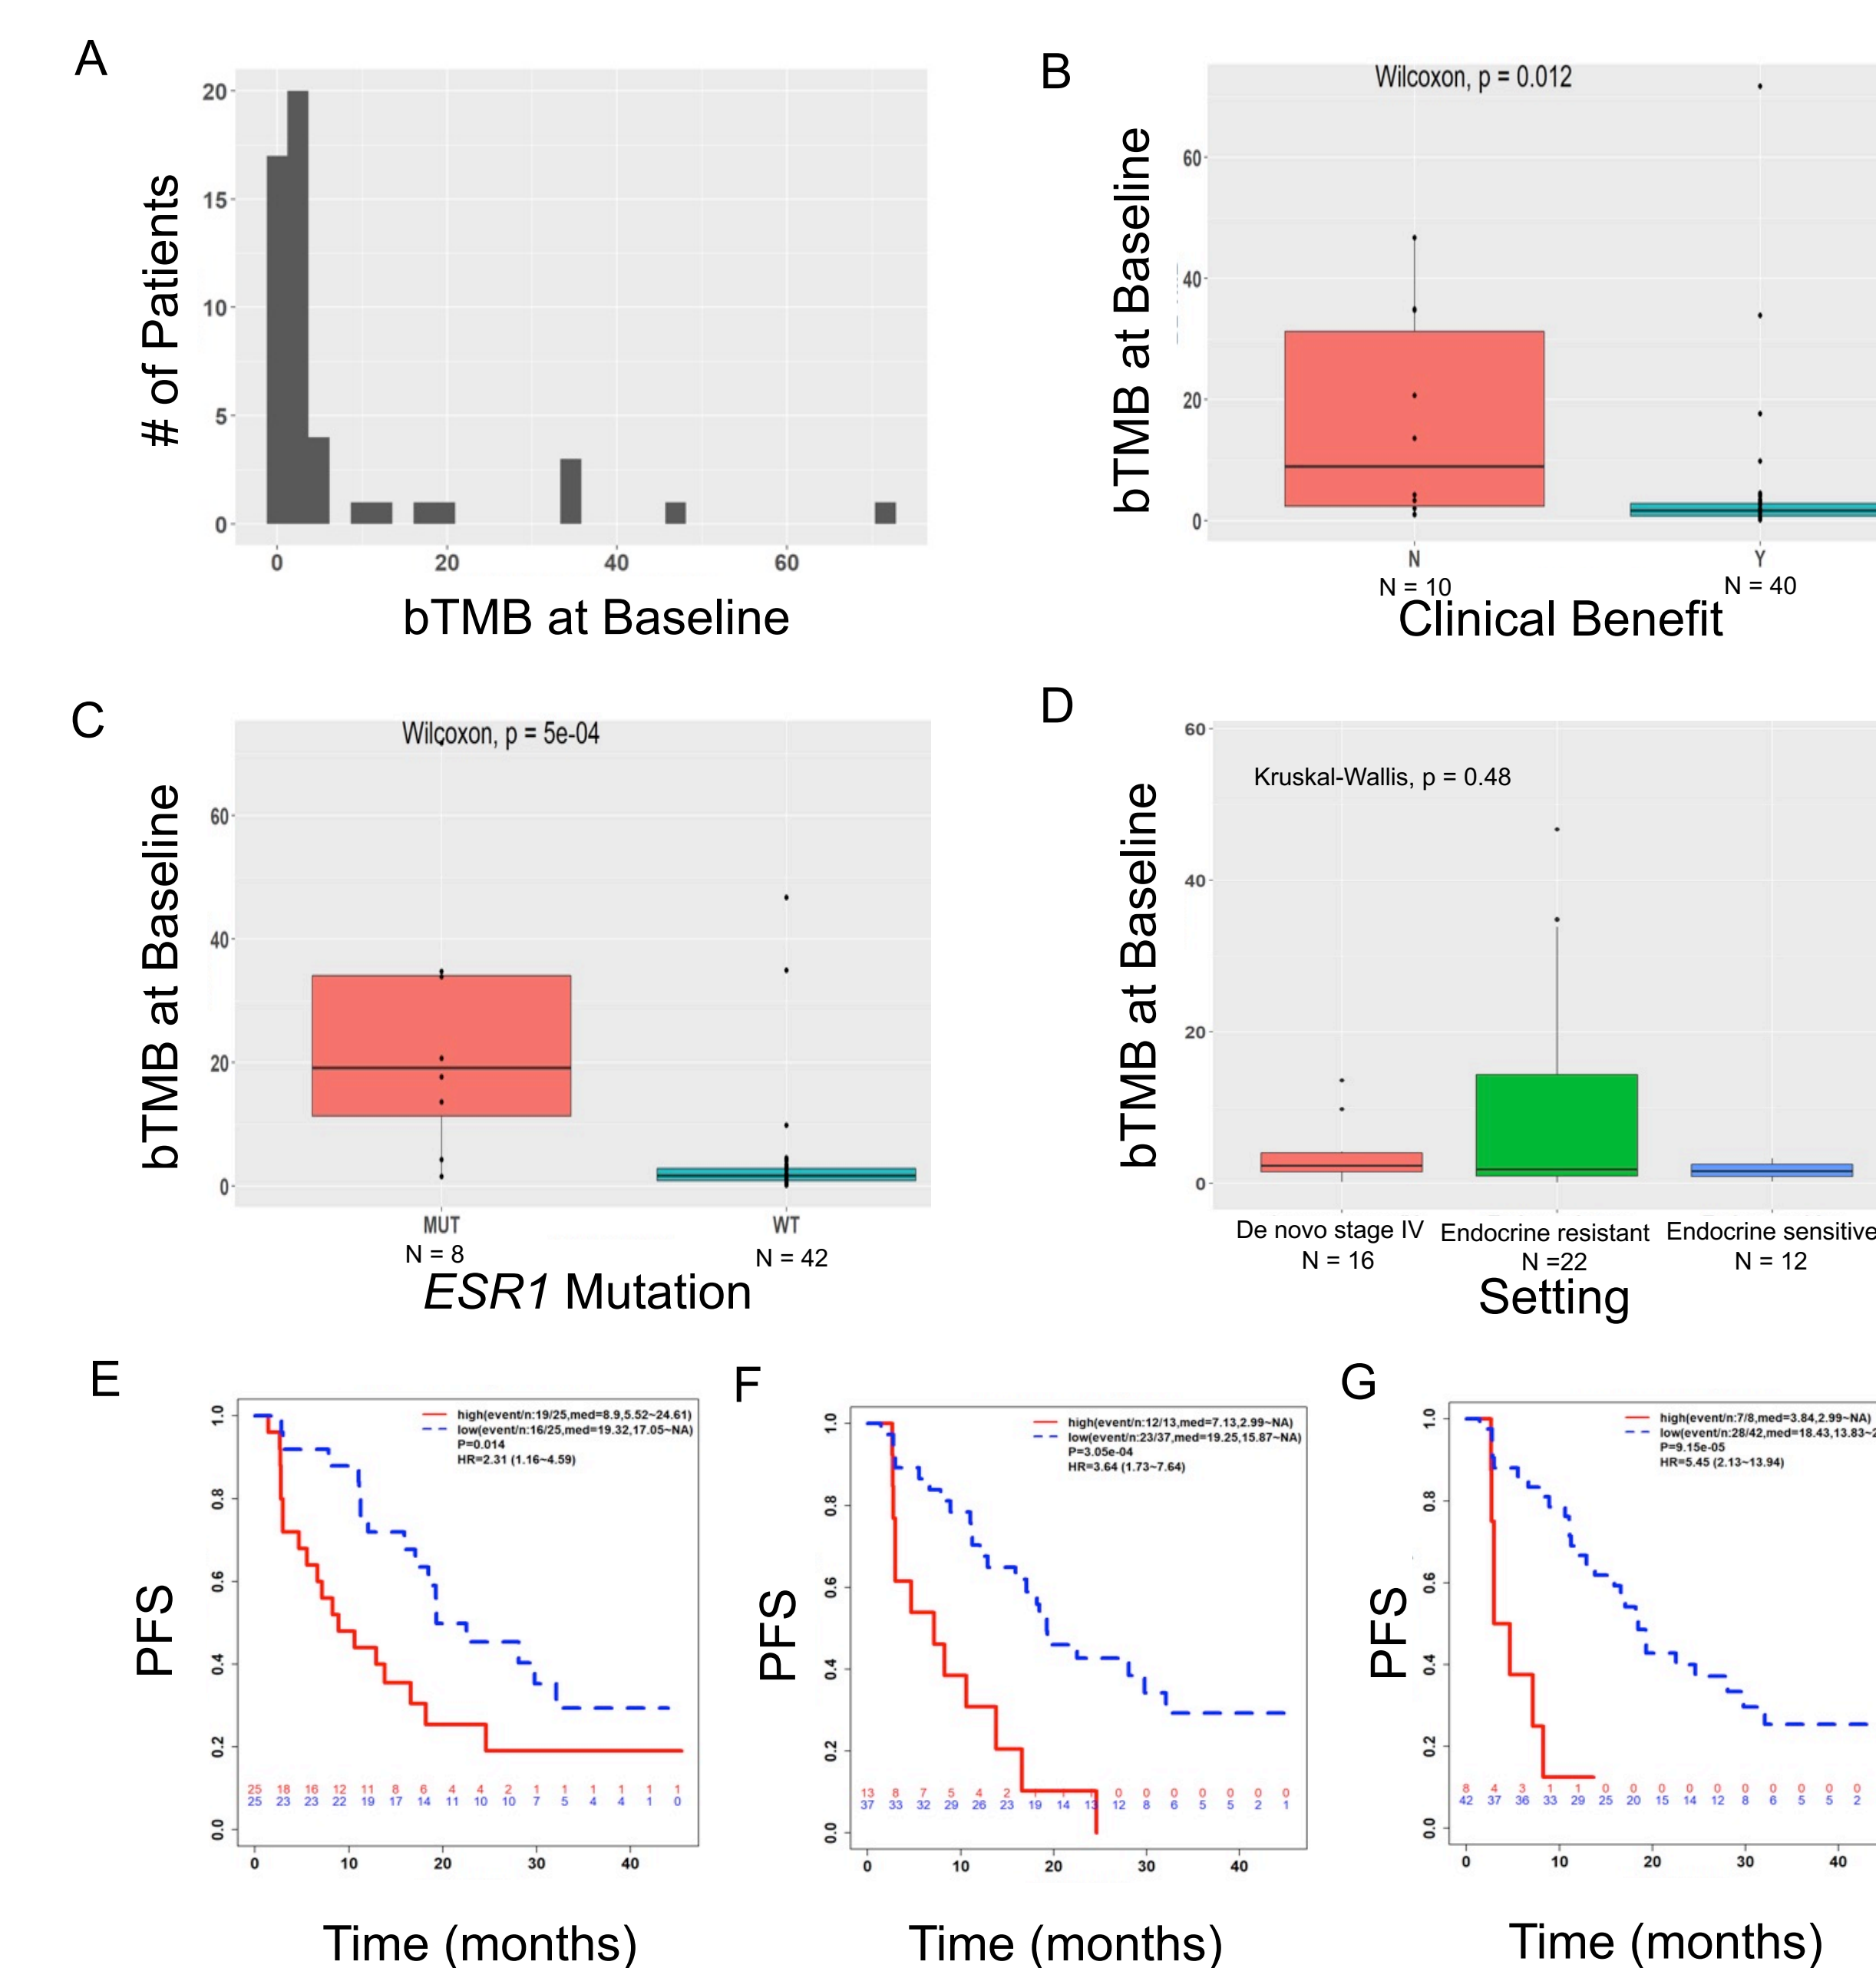 A
20
15
10
5
0
# of Patients
0 20 40 60
bTMB at Baseline
B
Wilcoxon, p = 0.012
60
40
20
0
bTMB at Baseline
N Y
N = 10 N = 40
Clinical Benefit
C
Wilcoxon, p = 5e-04
60
40
20
0
bTMB at Baseline
MUT WT
N = 8 N = 42
ESR1 Mutation
D
60
Kruskal-Wallis, p = 0.48
40
20
0
bTMB at Baseline
De novo stage IV Endocrine resistant Endocrine sensitive
N = 16 N =22 N = 12
Setting
E
high(event/n:19/25,med=8.9,5.52~24.61)
low(event/n:16/25,med=19.32,17.05~NA)
P=0.014
HR=2.31 (1.16~4.59)
1.0
0.8
0.6
0.4
0.2
0.0
PFS
25 18 16 12 11 8 6 4 4 2 1 1 1 1 1
25 23 23 22 19 17 14 11 10 10 7 5 4 4 1 0
0 10 20 30 40
Time (months)
F
high(event/n:12/13,med=7.13,2.99~NA)
low(event/n:23/37,med=19.25,15.87~NA)
P=3.05e-04
HR=3.64 (1.73~7.64)
1.0
0.8
0.6
0.4
0.2
0.0
PFS
13 8 7 5 4 2 0 0 0 0 0 0 0
37 33 32 29 26 23 19 14 13 12 8 6 5 5 2 1
0 10 20 30 40
Time (months)
G
high(event/n:7/8,med=3.84,2.99~NA)
low(event/n:28/42,med=18.43,13.83~2
P=9.15e-05
HR=5.45 (2.13~13.94)
1.0
0.8
0.6
0.4
0.2
0.0
PFS
8 4 3 1 1 0 0 0 0 0 0 0 0 0 0
42 37 36 33 29 25 20 15 14 12 8 6 5 5 2
0 10 20 30 40
Time (months)